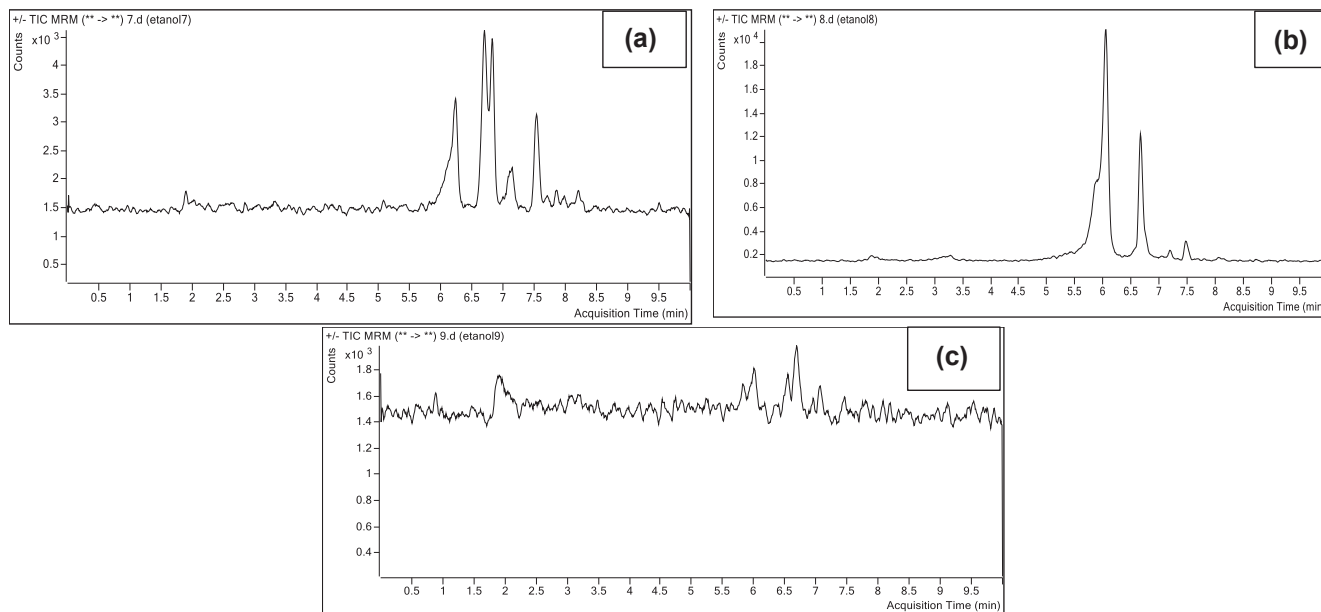 +/- TIC MRM (** -> **) 7.d (etanol7)
Counts
x10 3
(a)
4
3.5
3
2.5
2
1.5
1
0.5
0.5 1 1.5 2 2.5 3 3.5 4 4.5 5 5.5 6 6.5 7 7.5 8 8.5 9 9.5
Acquisition Time (min)
+/- TIC MRM (** -> **) 8.d (etanol8)
Counts
x10 4
(b)
1.8
1.6
1.4
1.2
1
0.8
0.6
0.4
0.2
0.5 1 1.5 2 2.5 3 3.5 4 4.5 5 5.5 6 6.5 7 7.5 8 8.5 9 9.5
Acquisition Time (min)
+/- TIC MRM (** -> **) 9.d (etanol9)
Counts
x10 3
(c)
1.8
1.6
1.4
1.2
1
0.8
0.6
0.4
0.5 1 1.5 2 2.5 3 3.5 4 4.5 5 5.5 6 6.5 7 7.5 8 8.5 9 9.5
Acquisition Time (min)